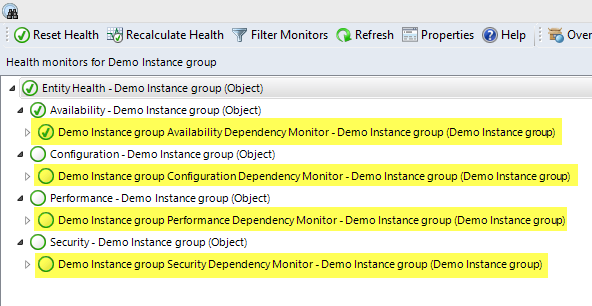 Reset Health Recalculate Health Filter Monitors Refresh Properties Help
Health monitors for Demo Instance group
Entity Health - Demo Instance group (Object)
Availability - Demo Instance group (Object)
Demo Instance group Availability Dependency Monitor - Demo Instance group (Demo Instance group)
Configuration - Demo Instance group (Object)
Demo Instance group Configuration Dependency Monitor - Demo Instance group (Demo Instance group)
Performance - Demo Instance group (Object)
Demo Instance group Performance Dependency Monitor - Demo Instance group (Demo Instance group)
Security - Demo Instance group (Object)
Demo Instance group Security Dependency Monitor - Demo Instance group (Demo Instance group)